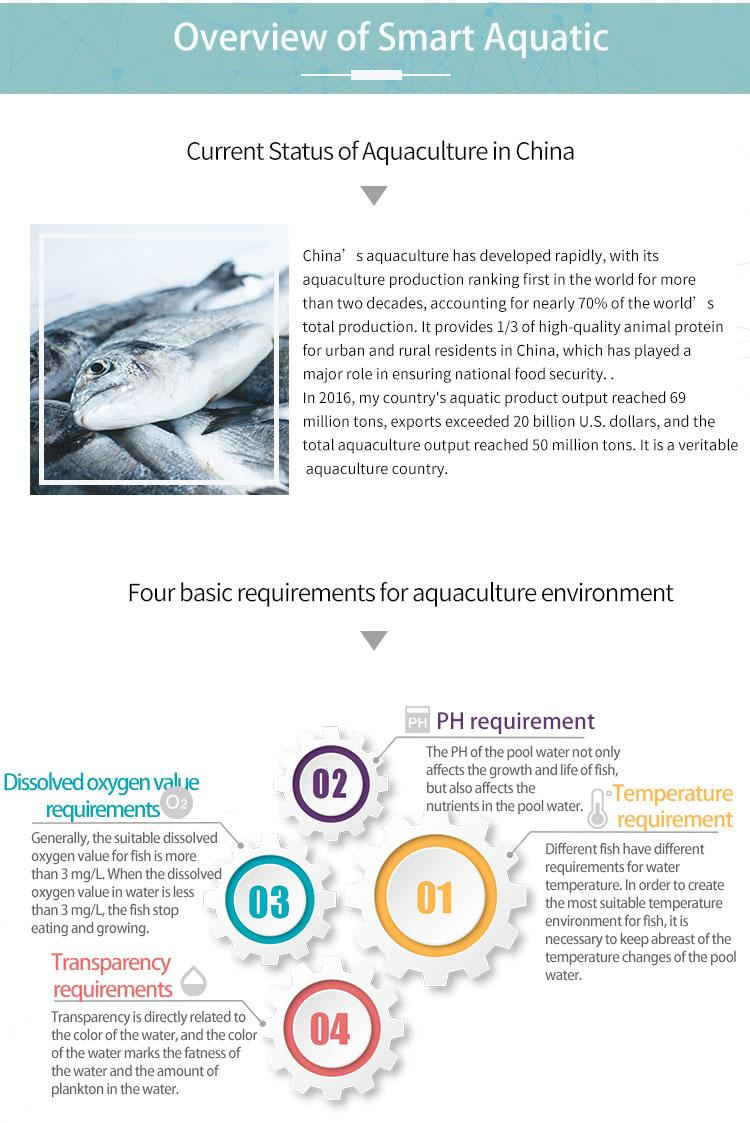 Overview of Smart Aquatic
Current Status of Aquaculture in China
China’s aquaculture has developed rapidly, with its
aquaculture production ranking first in the world for more
than two decades, accounting for nearly 70% of the world’s
total production. It provides 1/3 of high-quality animal protein
for urban and rural residents in China, which has played a
major role in ensuring national food security. .
In 2016, my country's aquatic product output reached 69
million tons, exports exceeded 20 billion U.S. dollars, and the
total aquaculture output reached 50 million tons. It is a veritable
aquaculture country.
Four basic requirements for aquaculture environment
01
Temperature
requirement
Different fish have different
requirements for water
temperature. In order to create
the most suitable temperature
environment for fish, it is
necessary to keep abreast of the
temperature changes of the pool
water.
02
PH
PH requirement
The PH of the pool water not only
affects the growth and life of fish,
but also affects the
nutrients in the pool water.
03
Dissolved oxygen value
requirements
O2
Generally, the suitable dissolved
oxygen value for fish is more
than 3 mg/L. When the dissolved
oxygen value in water is less
than 3 mg/L, the fish stop
eating and growing.
04
Transparency
requirements
Transparency is directly related to
the color of the water, and the color
of the water marks the fatness of
the water and the amount of
plankton in the water.